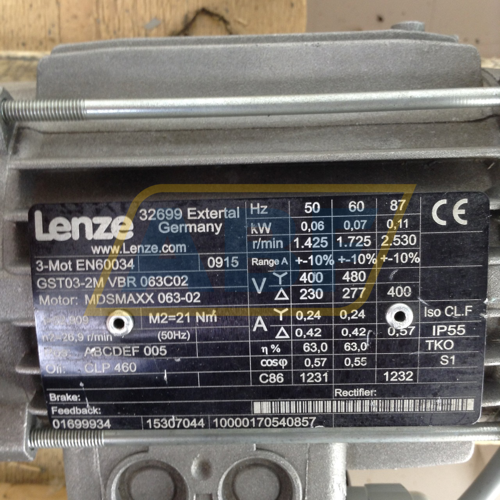 Lenze 32699 Extertal
Germany
www.Lenze.com
3-Mot EN60034 0915
GST03-2M VBR 063C02
Motor: MDSMAXX 063-02
M2=21 Nm
(50Hz)
ABCDEF 005
CLP 460
Hz 50 60 87
kW 0,06 0,07 0,11
r/min 1.425 1.725 2.530
Range A +-10% +-10% +-10%
V Y 400 480
Δ 230 277 400
A Y 0,24 0,24 Iso CL.F
Δ 0,42 0,42 0,57 IP55
η % 63,0 63,0 TKO
cosφ 0,57 0,55 S1
C86 1231 1232
Brake: Rectifier:
Feedback:
01699934 15307044 10000170540857